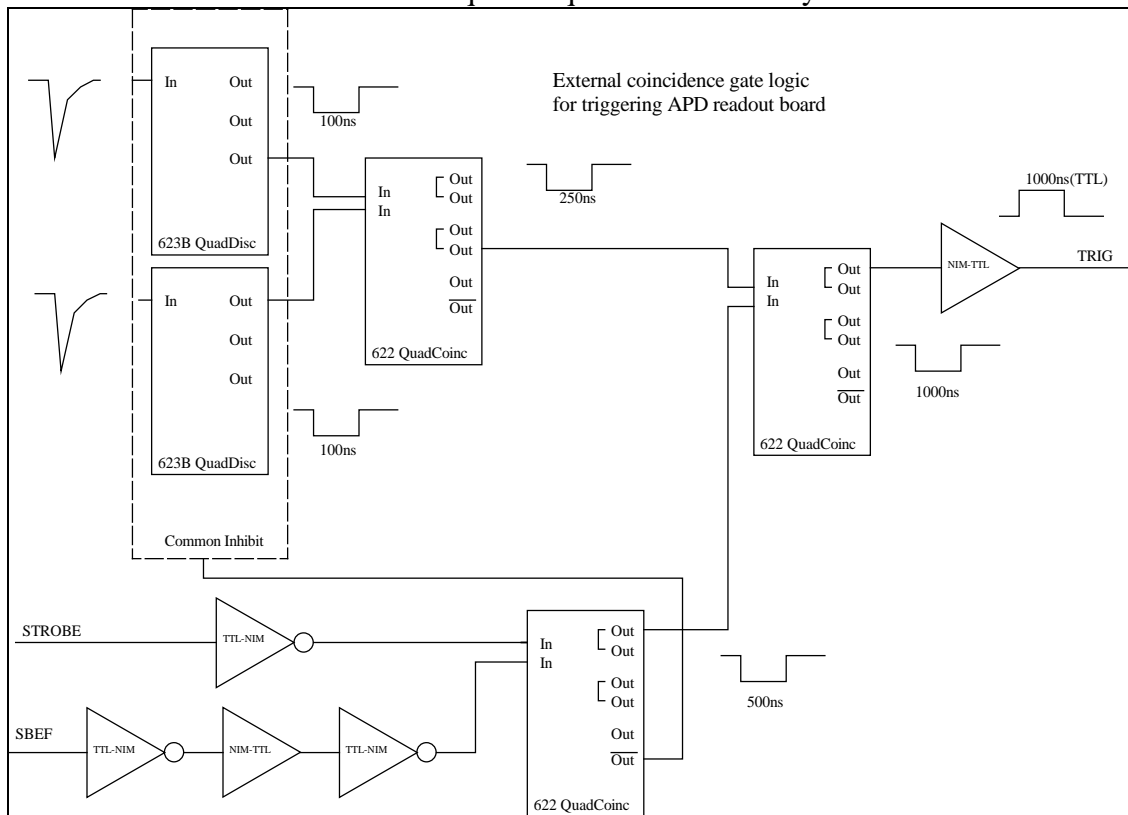 In Out
Out
Out
623B QuadDisc
100ns
In Out
Out
Out
623B QuadDisc
100ns
Common Inhibit
External coincidence gate logic
for triggering APD readout board
In
In
Out
Out
Out
Out
Out
Out
622 QuadCoinc
250ns
In
In
Out
Out
Out
Out
Out
Out
622 QuadCoinc
1000ns
NIM-TTL
1000ns(TTL)
TRIG
STROBE
TTL-NIM
SBEF
TTL-NIM
NIM-TTL
TTL-NIM
In
In
Out
Out
Out
Out
Out
Out
622 QuadCoinc
500ns